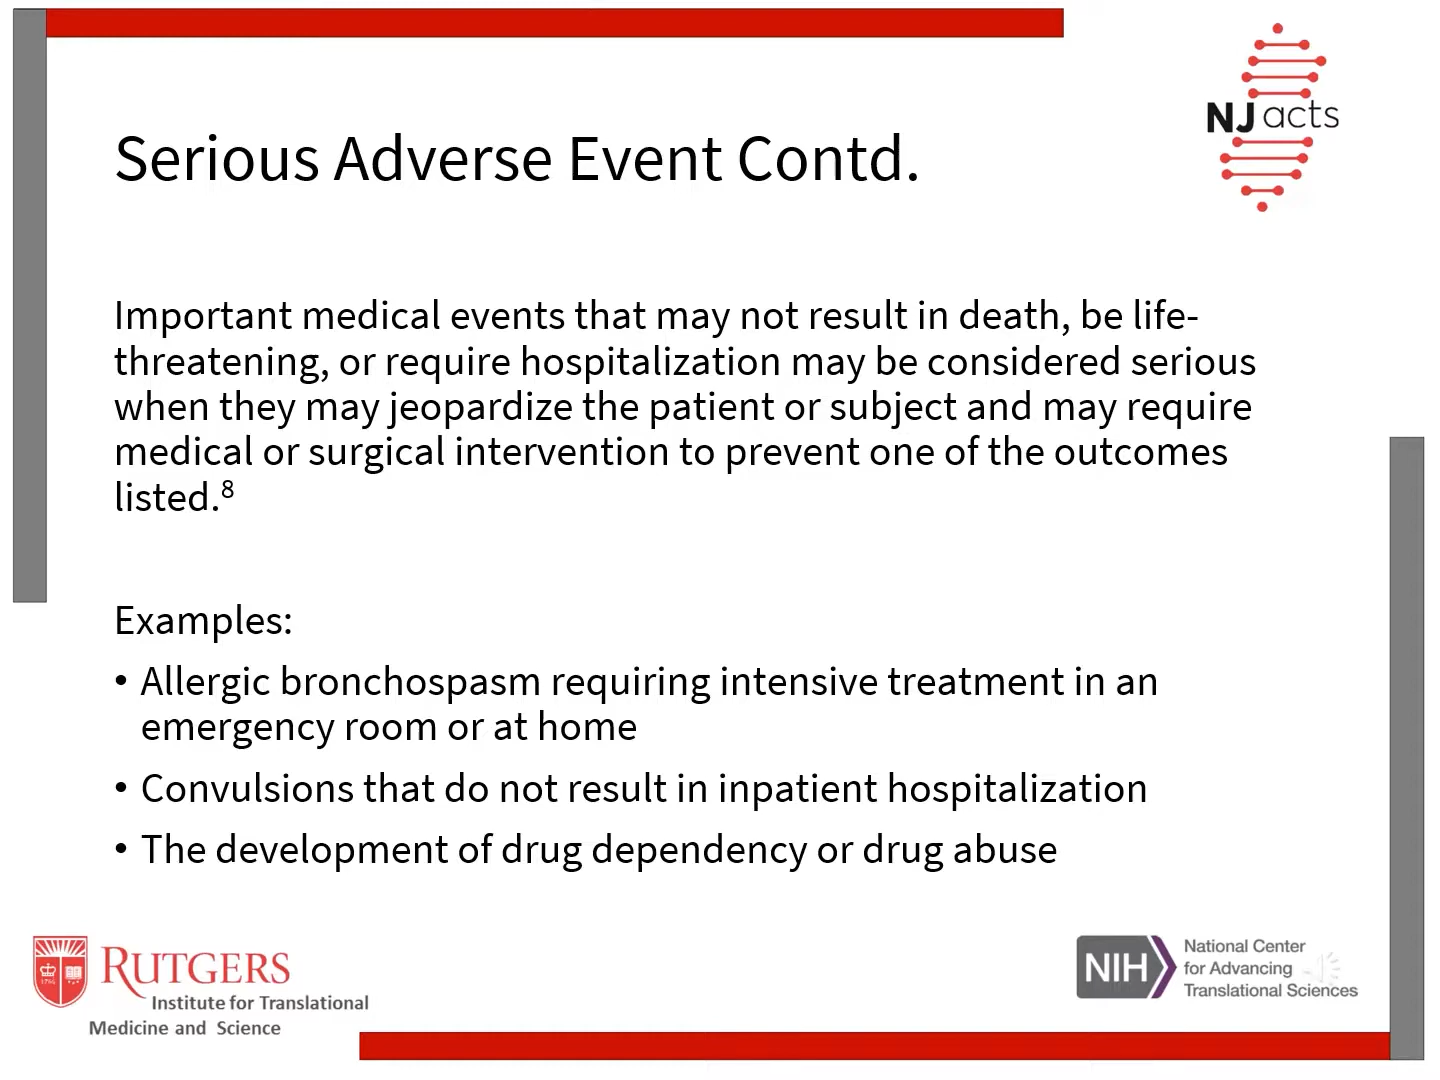 NJ acts
Serious Adverse Event Contd.
Important medical events that may not result in death, be life-
threatening, or require hospitalization may be considered serious
when they may jeopardize the patient or subject and may require
medical or surgical intervention to prevent one of the outcomes
listed.8
Examples:
• Allergic bronchospasm requiring intensive treatment in an
emergency room or at home
• Convulsions that do not result in inpatient hospitalization
• The development of drug dependency or drug abuse
RUTGERS
Institute for Translational
Medicine and Science
NIH
National Center
for Advancing
Translational Sciences